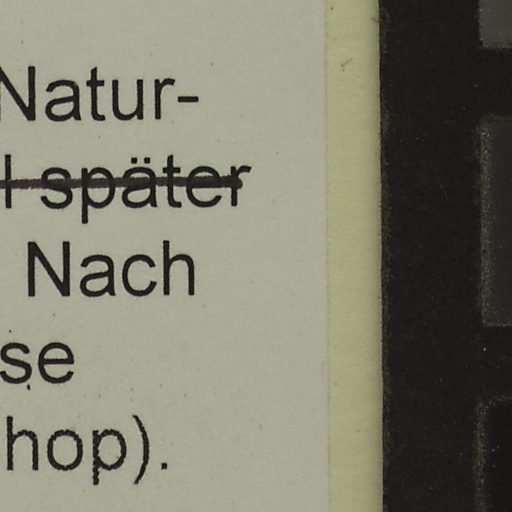 Natur-
l später
Nach
se
hop).